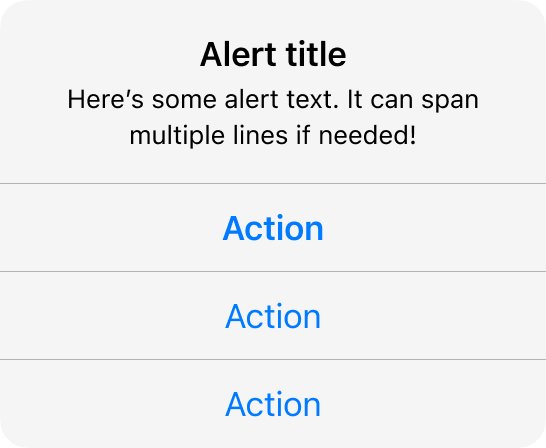 Alert title
Here’s some alert text. It can span
multiple lines if needed!
Action
Action
Action